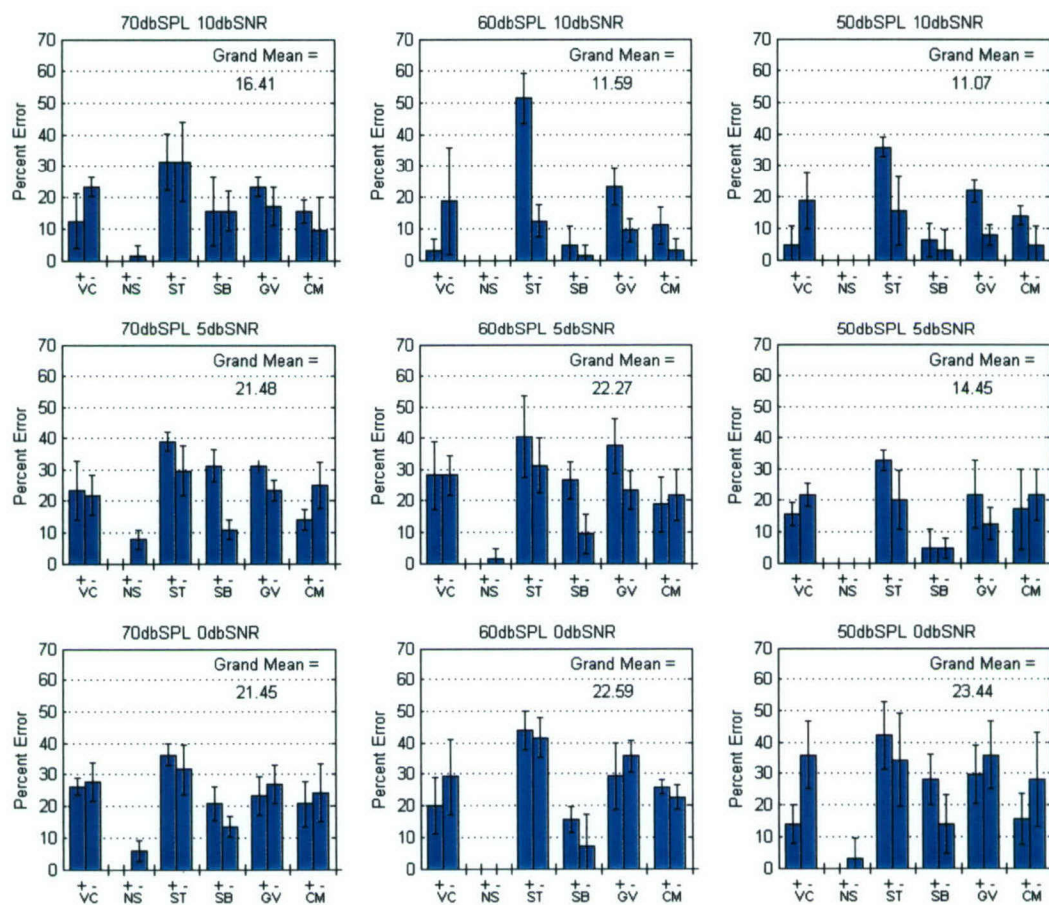 70dbSPL 10dbSNR
60dbSPL 10dbSNR
50dbSPL 10dbSNR
70
60
50
40
30
20
10
0
Percent Error
Grand Mean =
16.41
+ - + - + - + - + - + -
VC NS ST SB GV CM
70
60
50
40
30
20
10
0
Percent Error
Grand Mean =
11.59
+ - + - + - + - + - + -
VC NS ST SB GV CM
70
60
50
40
30
20
10
0
Percent Error
Grand Mean =
11.07
+ - + - + - + - + - + -
VC NS ST SB GV CM
70dbSPL 5dbSNR
60dbSPL 5dbSNR
50dbSPL 5dbSNR
70
60
50
40
30
20
10
0
Percent Error
Grand Mean =
21.48
+ - + - + - + - + - + -
VC NS ST SB GV CM
70
60
50
40
30
20
10
0
Percent Error
Grand Mean =
22.27
+ - + - + - + - + - + -
VC NS ST SB GV CM
70
60
50
40
30
20
10
0
Percent Error
Grand Mean =
14.45
+ - + - + - + - + - + -
VC NS ST SB GV CM
70dbSPL 0dbSNR
60dbSPL 0dbSNR
50dbSPL 0dbSNR
70
60
50
40
30
20
10
0
Percent Error
Grand Mean =
21.45
+ - + - + - + - + - + -
VC NS ST SB GV CM
70
60
50
40
30
20
10
0
Percent Error
Grand Mean =
22.59
+ - + - + - + - + - + -
VC NS ST SB GV CM
70
60
50
40
30
20
10
0
Percent Error
Grand Mean =
23.44
+ - + - + - + - + - + -
VC NS ST SB GV CM